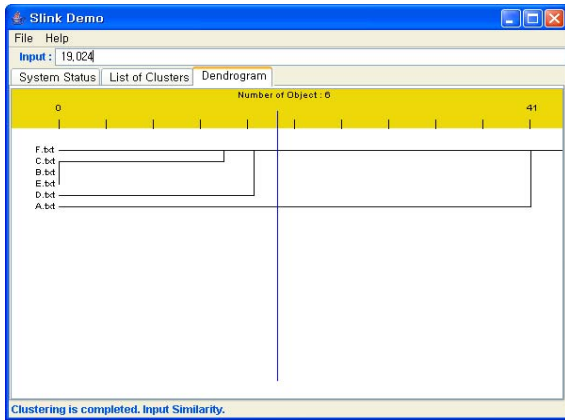 Slink Demo
File Help
Input : 19,024
System Status List of Clusters Dendrogram
Number of Object : 6
0 41
F.txt
C.txt
B.txt
E.txt
D.txt
A.txt
Clustering is completed. Input Similarity.